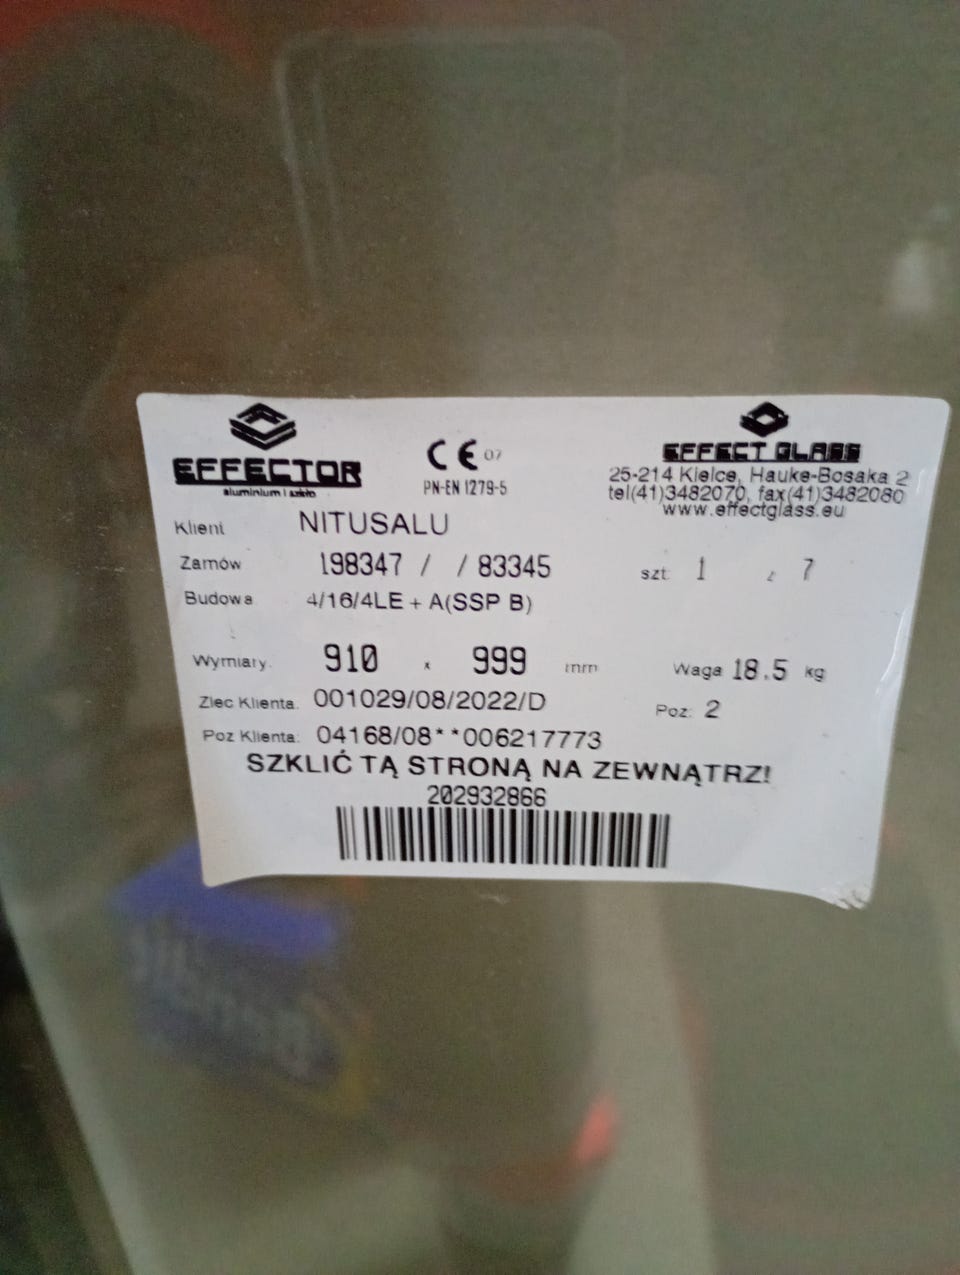 EFFECTOR
aluminium i szkło
CE 07
PN-EN 1279-5
EFFECT GLASS
25-214 Kielce, Hauke-Bosaka 2
tel(41)3482070, fax(41)3482080
www.effectglass.eu
Klient NITUSALU
Zamów 198347 / / 83345 szt 1 z 7
Budowa 4/16/4LE + A(SSP B)
Wymiary. 910 x 999 mm Waga 18.5 kg
Zlec Klienta: 001029/08/2022/D Poz: 2
Poz Klienta: 04168/08**006217773
SZKLIĆ TĄ STRONĄ NA ZEWNĄTRZ!
202932866